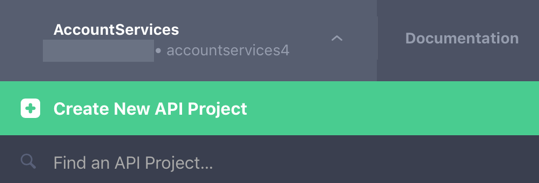 AccountServices
• accountservices4
Documentation
Create New API Project
Find an API Project...